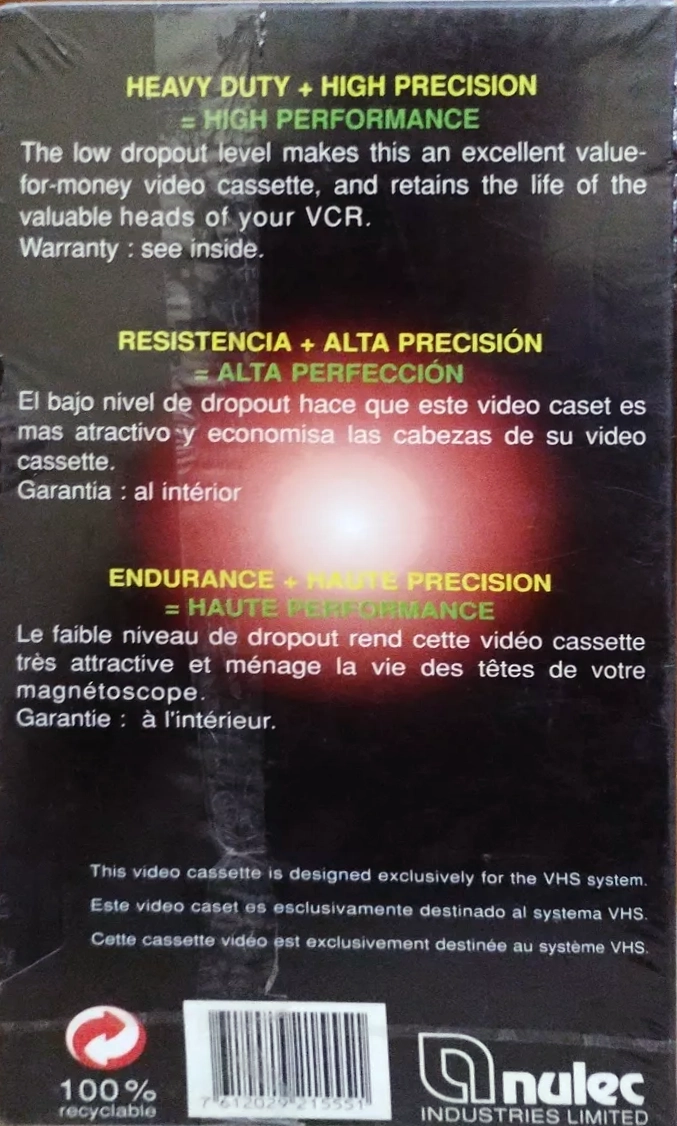 HEAVY DUTY + HIGH PRECISION
= HIGH PERFORMANCE
The low dropout level makes this an excellent value-
for-money video cassette, and retains the life of the
valuable heads of your VCR.
Warranty : see inside.
RESISTENCIA + ALTA PRECISIÓN
= ALTA PERFECCIÓN
El bajo nivel de dropout hace que este video caset es
mas atractivo y economisa las cabezas de su video
cassette.
Garantia : al intérior
ENDURANCE + HAUTE PRECISION
= HAUTE PERFORMANCE
Le faible niveau de dropout rend cette vidéo cassette
très attractive et ménage la vie des têtes de votre
magnétoscope.
Garantie : à l'intérieur.
This video cassette is designed exclusively for the VHS system.
Este video caset es esclusivamente destinado al systema VHS.
Cette cassette vidéo est exclusivement destinée au système VHS.
100 %
recyclable
7 612029 215551
nulec
INDUSTRIES LIMITED